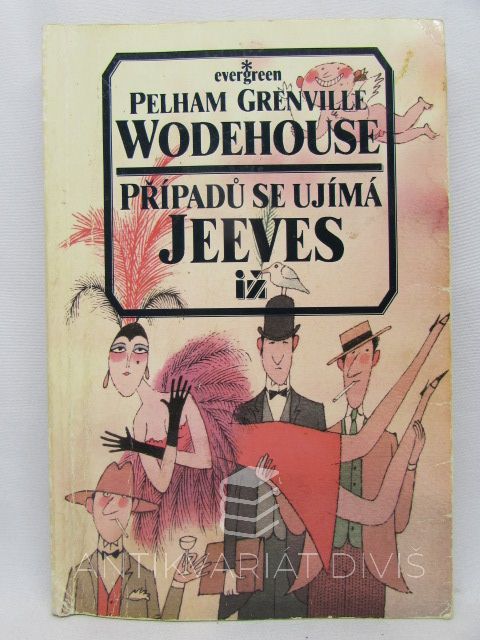 evergreen
PELHAM GRENVILLE
WODEHOUSE
PŘÍPADŮ SE UJÍMÁ
JEEVES
iž
ANTIKVARIÁT DIVIŠ